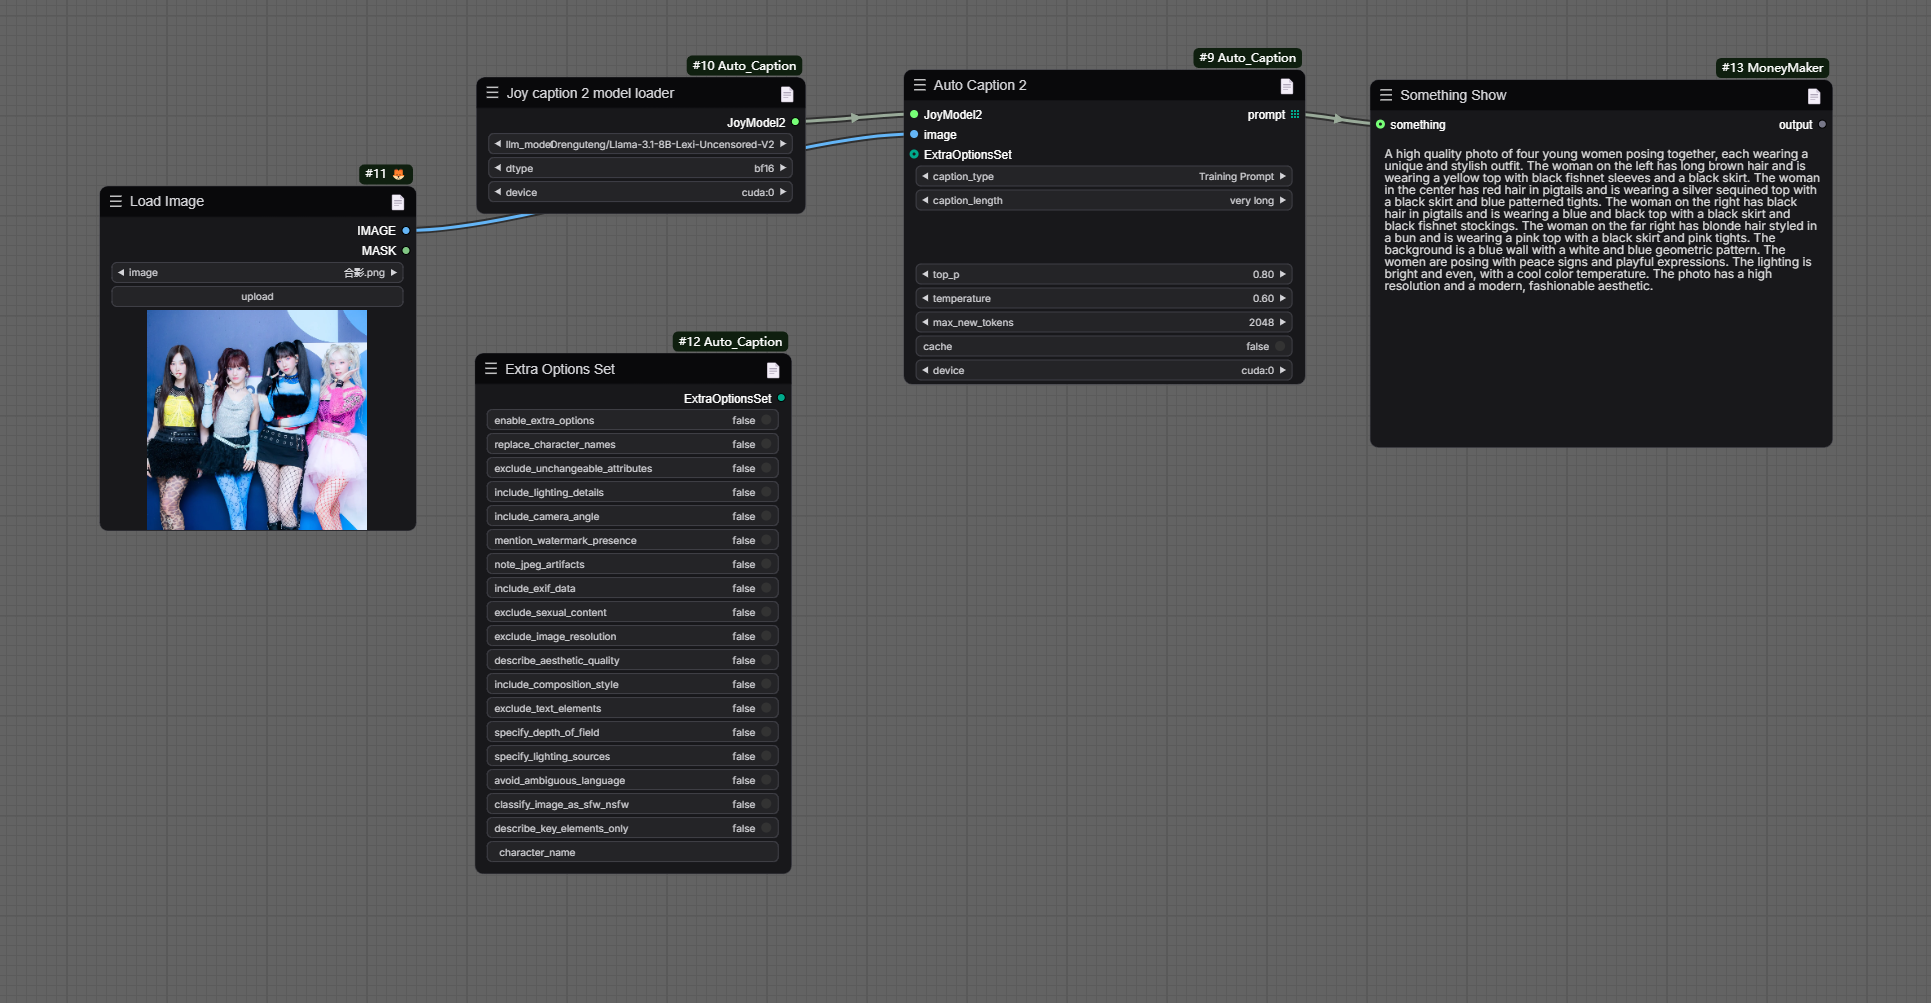 #11
Load Image
IMAGE
MASK
image 合影.png
upload
#10 Auto_Caption
Joy caption 2 model loader
JoyModel2
llm_model Orenguteng/Llama-3.1-8B-Lexi-Uncensored-V2
dtype bf16
device cuda:0
#12 Auto_Caption
Extra Options Set
ExtraOptionsSet
enable_extra_options false
replace_character_names false
exclude_unchangeable_attributes false
include_lighting_details false
include_camera_angle false
mention_watermark_presence false
note_jpeg_artifacts false
include_exif_data false
exclude_sexual_content false
exclude_image_resolution false
describe_aesthetic_quality false
include_composition_style false
exclude_text_elements false
specify_depth_of_field false
specify_lighting_sources false
avoid_ambiguous_language false
classify_image_as_sfw_nsfw false
describe_key_elements_only false
character_name
#9 Auto_Caption
Auto Caption 2
JoyModel2 prompt
image
ExtraOptionsSet
caption_type Training Prompt
caption_length very long
top_p 0.80
temperature 0.60
max_new_tokens 2048
cache false
device cuda:0
#13 MoneyMaker
Something Show
something output
A high quality photo of four young women posing together, each wearing a
unique and stylish outfit. The woman on the left has long brown hair and is
wearing a yellow top with black fishnet sleeves and a black skirt. The woman
in the center has red hair in pigtails and is wearing a silver sequined top with
a black skirt and blue patterned tights. The woman on the right has black
hair in pigtails and is wearing a blue and black top with a black skirt and
black fishnet stockings. The woman on the far right has blonde hair styled in
a bun and is wearing a pink top with a black skirt and pink tights. The
background is a blue wall with a white and blue geometric pattern. The
women are posing with peace signs and playful expressions. The lighting is
bright and even, with a cool color temperature. The photo has a high
resolution and a modern, fashionable aesthetic.